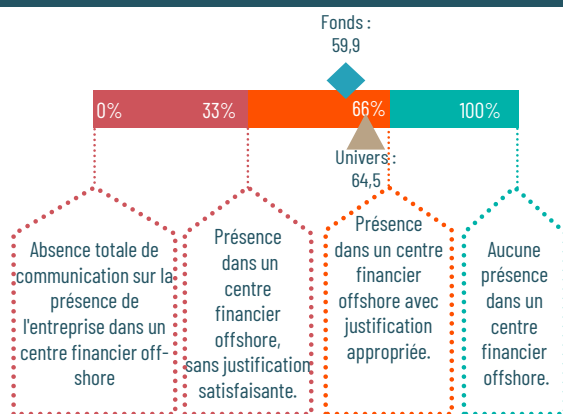 Fonds :
59,9
0%
33%
66%
100%
Univers :
64,5
Absence totale de
communication sur la
présence de
l'entreprise dans un
centre financier off-
shore
Présence
dans un
centre
financier
offshore,
sans justification
satisfaisante.
Présence
dans un centre
financier
offshore avec
justification
appropriée.
Aucune
présence
dans un
centre
financier
offshore.